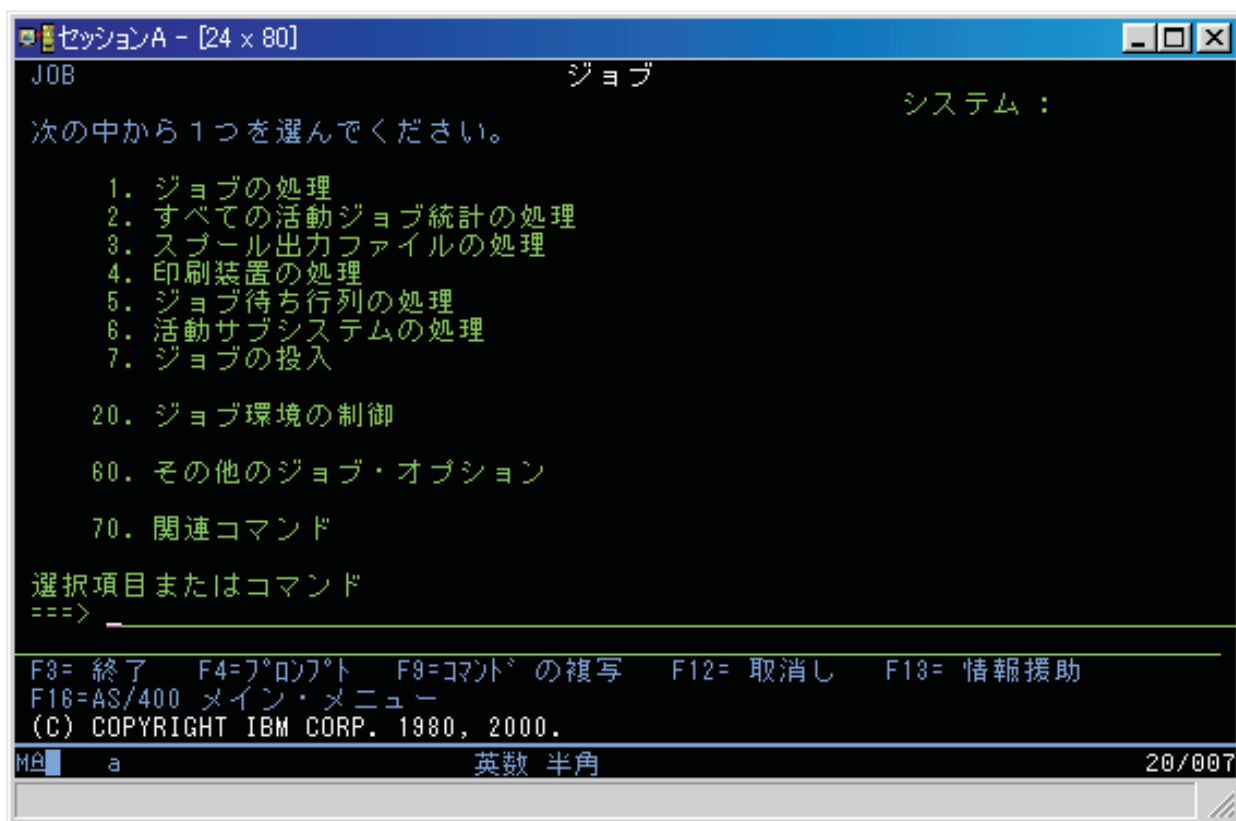 セッションA - [24 x 80]
JOB ジョブ
システム :
次の中から1つを選んでください。
1. ジョブの処理
2. すべての活動ジョブ統計の処理
3. スプール出力ファイルの処理
4. 印刷装置の処理
5. ジョブ待ち行列の処理
6. 活動サブシステムの処理
7. ジョブの投入
20. ジョブ環境の制御
60. その他のジョブ・オプション
70. 関連コマンド
選択項目またはコマンド
===> _
F3= 終了 F4=プロンプト F9=コマンド の複写 F12= 取消し F13= 情報援助
F16=AS/400 メイン・メニュー
(C) COPYRIGHT IBM CORP. 1980, 2000.
MA a 英数 半角 20/007